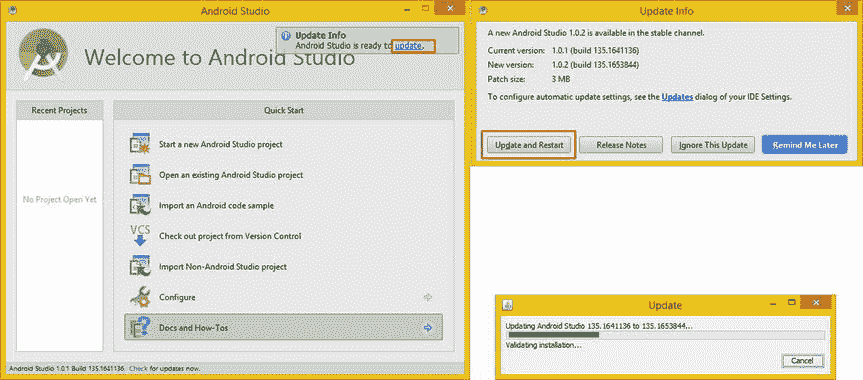 Android Studio
Update Info
Android Studio is ready to update.
Welcome to Android Studio
Recent Projects
No Project Open Yet
Quick Start
Start a new Android Studio project
Open an existing Android Studio project
Import an Android code sample
VCS
Check out project from Version Control
Import Non-Android Studio project
Configure
Docs and How-Tos
Android Studio 1.0.1 Build 135.1641136. Check for updates now.
Update Info
A new Android Studio 1.0.2 is available in the stable channel.
Current version: 1.0.1 (build 135.1641136)
New version: 1.0.2 (build 135.1653844)
Patch size: 3 MB
To configure automatic update settings, see the Updates dialog of your IDE Settings.
Update and Restart
Release Notes
Ignore This Update
Remind Me Later
Update
Updating Android Studio 135.1641136 to 135.1653844...
Validating installation...
Cancel